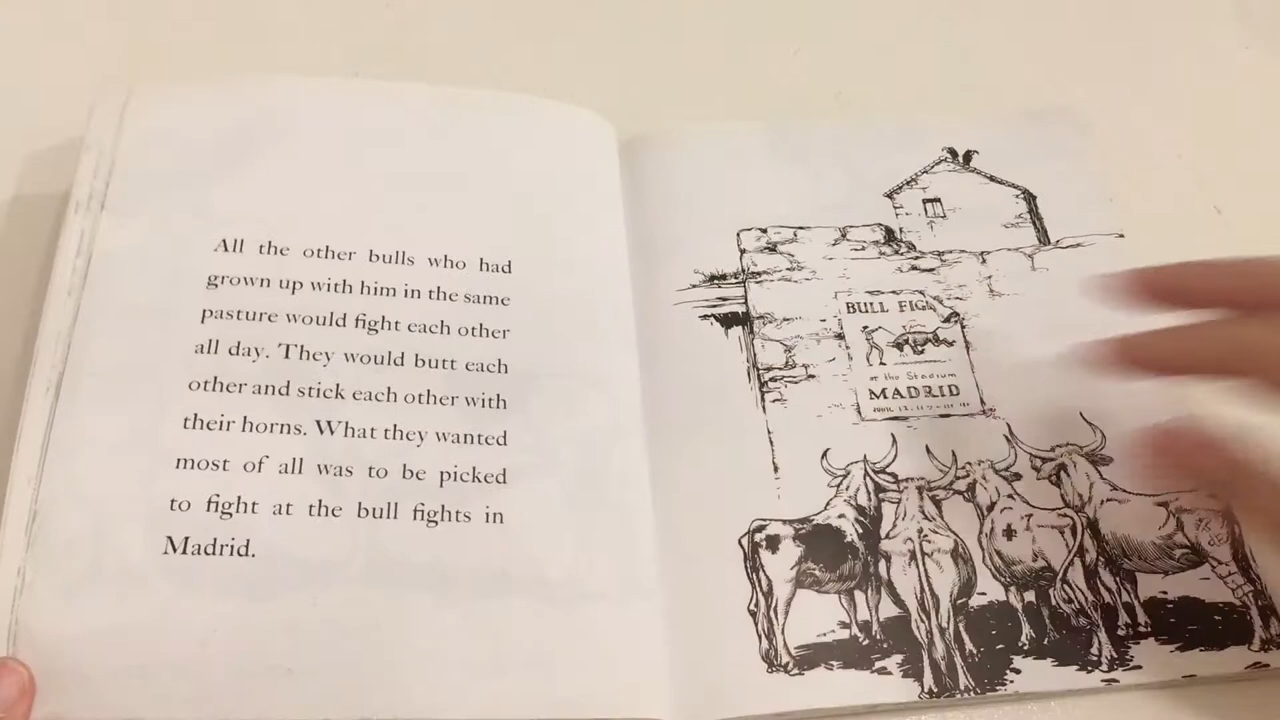 All the other bulls who had
grown up with him in the same
pasture would fight each other
all day. They would butt each
other and stick each other with
their horns. What they wanted
most of all was to be picked
to fight at the bull fights in
Madrid.
BULL FIG
at the Stadium
MADRID